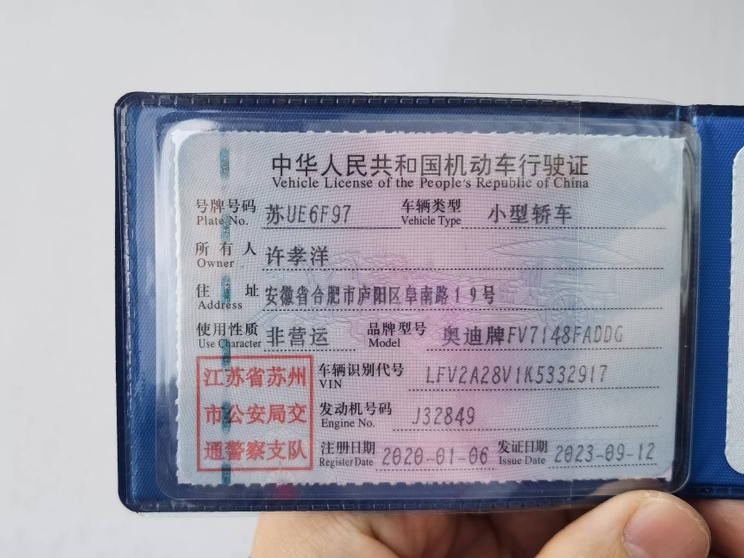 中华人民共和国机动车行驶证
Vehicle License of the People's Republic of China
号牌号码 苏UE6F97 车辆类型 小型轿车
Plate No. Vehicle Type
所有人 许孝洋
Owner
住址 安徽省合肥市庐阳区阜南路19号
Address
使用性质 非营运 品牌型号 奥迪牌FV7148FADDG
Use Character Model
江苏省苏州
市公安局交
通警察支队
车辆识别代号 LFV2A28V1K5332917
VIN
发动机号码 J32849
Engine No.
注册日期 2020-01-06 发证日期 2023-09-12
Register Date Issue Date